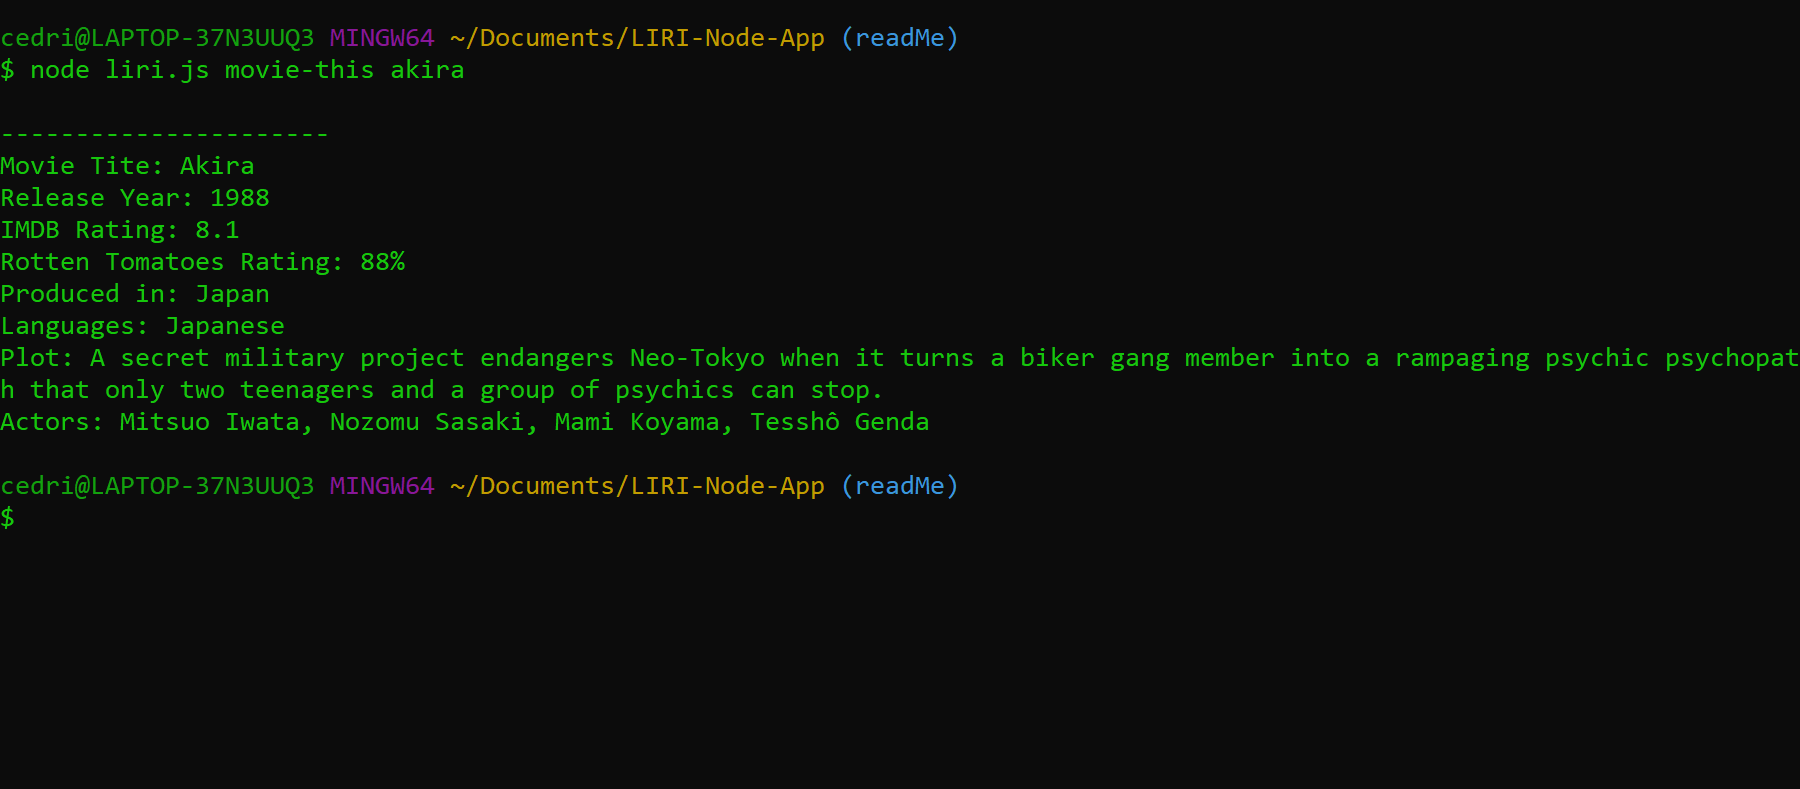 cedri@LAPTOP-37N3UUQ3 MINGW64 ~/Documents/LIRI-Node-App (readMe)
$ node liri.js movie-this akira
----------------------
Movie Tite: Akira
Release Year: 1988
IMDB Rating: 8.1
Rotten Tomatoes Rating: 88%
Produced in: Japan
Languages: Japanese
Plot: A secret military project endangers Neo-Tokyo when it turns a biker gang member into a rampaging psychic psychopat
h that only two teenagers and a group of psychics can stop.
Actors: Mitsuo Iwata, Nozomu Sasaki, Mami Koyama, Tesshô Genda
cedri@LAPTOP-37N3UUQ3 MINGW64 ~/Documents/LIRI-Node-App (readMe)
$